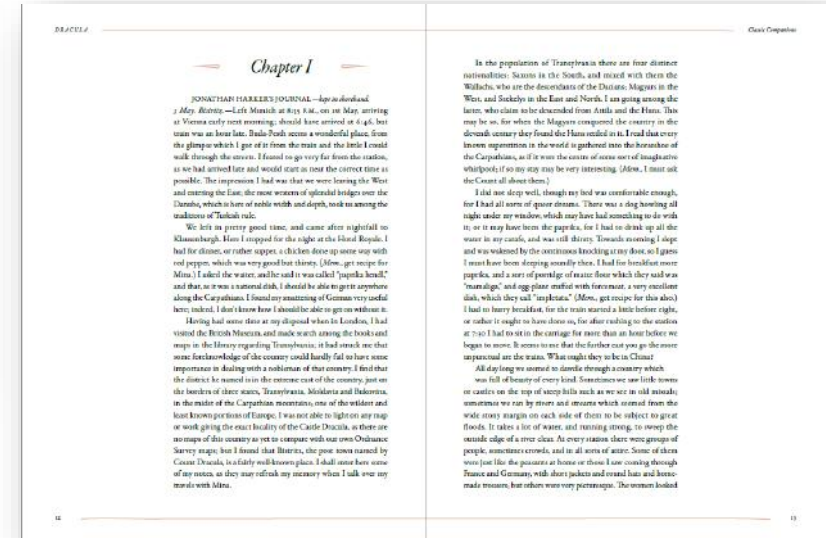 DRACULA
Classic Companions
Chapter I
JONATHAN HARKER'S JOURNAL—kept in shorthand.
3 May. Bistritz.—Left Munich at 8:35 P.M., on 1st May, arriving
at Vienna early next morning; should have arrived at 6:46, but
train was an hour late. Buda-Pesth seems a wonderful place, from
the glimpse which I got of it from the train and the little I could
walk through the streets. I feared to go very far from the station,
as we had arrived late and would start as near the correct time as
possible. The impression I had was that we were leaving the West
and entering the East; the most western of splendid bridges over the
Danube, which is here of noble width and depth, took us among the
traditions of Turkish rule.
We left in pretty good time, and came after nightfall to
Klausenburgh. Here I stopped for the night at the Hotel Royale. I
had for dinner, or rather supper, a chicken done up some way with
red pepper, which was very good but thirsty. (Mem., get recipe for
Mina.) I asked the waiter, and he said it was called "paprika hendl,"
and that, as it was a national dish, I should be able to get it anywhere
along the Carpathians. I found my smattering of German very useful
here; indeed, I don't know how I should be able to get on without it.
Having had some time at my disposal when in London, I had
visited the British Museum, and made search among the books and
maps in the library regarding Transylvania; it had struck me that
some foreknowledge of the country could hardly fail to have some
importance in dealing with a nobleman of that country. I find that
the district he named is in the extreme east of the country, just on
the borders of three states, Transylvania, Moldavia and Bukovina,
in the midst of the Carpathian mountains; one of the wildest and
least known portions of Europe. I was not able to light on any map
or work giving the exact locality of the Castle Dracula, as there are
no maps of this country as yet to compare with our own Ordnance
Survey maps; but I found that Bistritz, the post town named by
Count Dracula, is a fairly well-known place. I shall enter here some
of my notes, as they may refresh my memory when I talk over my
travels with Mina.
12
In the population of Transylvania there are four distinct
nationalities: Saxons in the South, and mixed with them the
Wallachs, who are the descendants of the Dacians; Magyars in the
West, and Szekelys in the East and North. I am going among the
latter, who claim to be descended from Attila and the Huns. This
may be so, for when the Magyars conquered the country in the
eleventh century they found the Huns settled in it. I read that every
known superstition in the world is gathered into the horseshoe of
the Carpathians, as if it were the centre of some sort of imaginative
whirlpool; if so my stay may be very interesting. (Mem., I must ask
the Count all about them.)
I did not sleep well, though my bed was comfortable enough,
for I had all sorts of queer dreams. There was a dog howling all
night under my window, which may have had something to do with
it; or it may have been the paprika, for I had to drink up all the
water in my carafe, and was still thirsty. Towards morning I slept
and was wakened by the continuous knocking at my door, so I guess
I must have been sleeping soundly then. I had for breakfast more
paprika, and a sort of porridge of maize flour which they said was
"mamaliga," and egg-plant stuffed with forcemeat, a very excellent
dish, which they call "impletata." (Mem., get recipe for this also.)
I had to hurry breakfast, for the train started a little before eight,
or rather it ought to have done so, for after rushing to the station
at 7:30 I had to sit in the carriage for more than an hour before we
began to move. It seems to me that the further east you go the more
unpunctual are the trains. What ought they to be in China?
All day long we seemed to dawdle through a country which
was full of beauty of every kind. Sometimes we saw little towns
or castles on the top of steep hills such as we see in old missals;
sometimes we ran by rivers and streams which seemed from the
wide stony margin on each side of them to be subject to great
floods. It takes a lot of water, and running strong, to sweep the
outside edge of a river clear. At every station there were groups of
people, sometimes crowds, and in all sorts of attire. Some of them
were just like the peasants at home or those I saw coming through
France and Germany, with short jackets and round hats and home-
made trousers; but others were very picturesque. The women looked
13